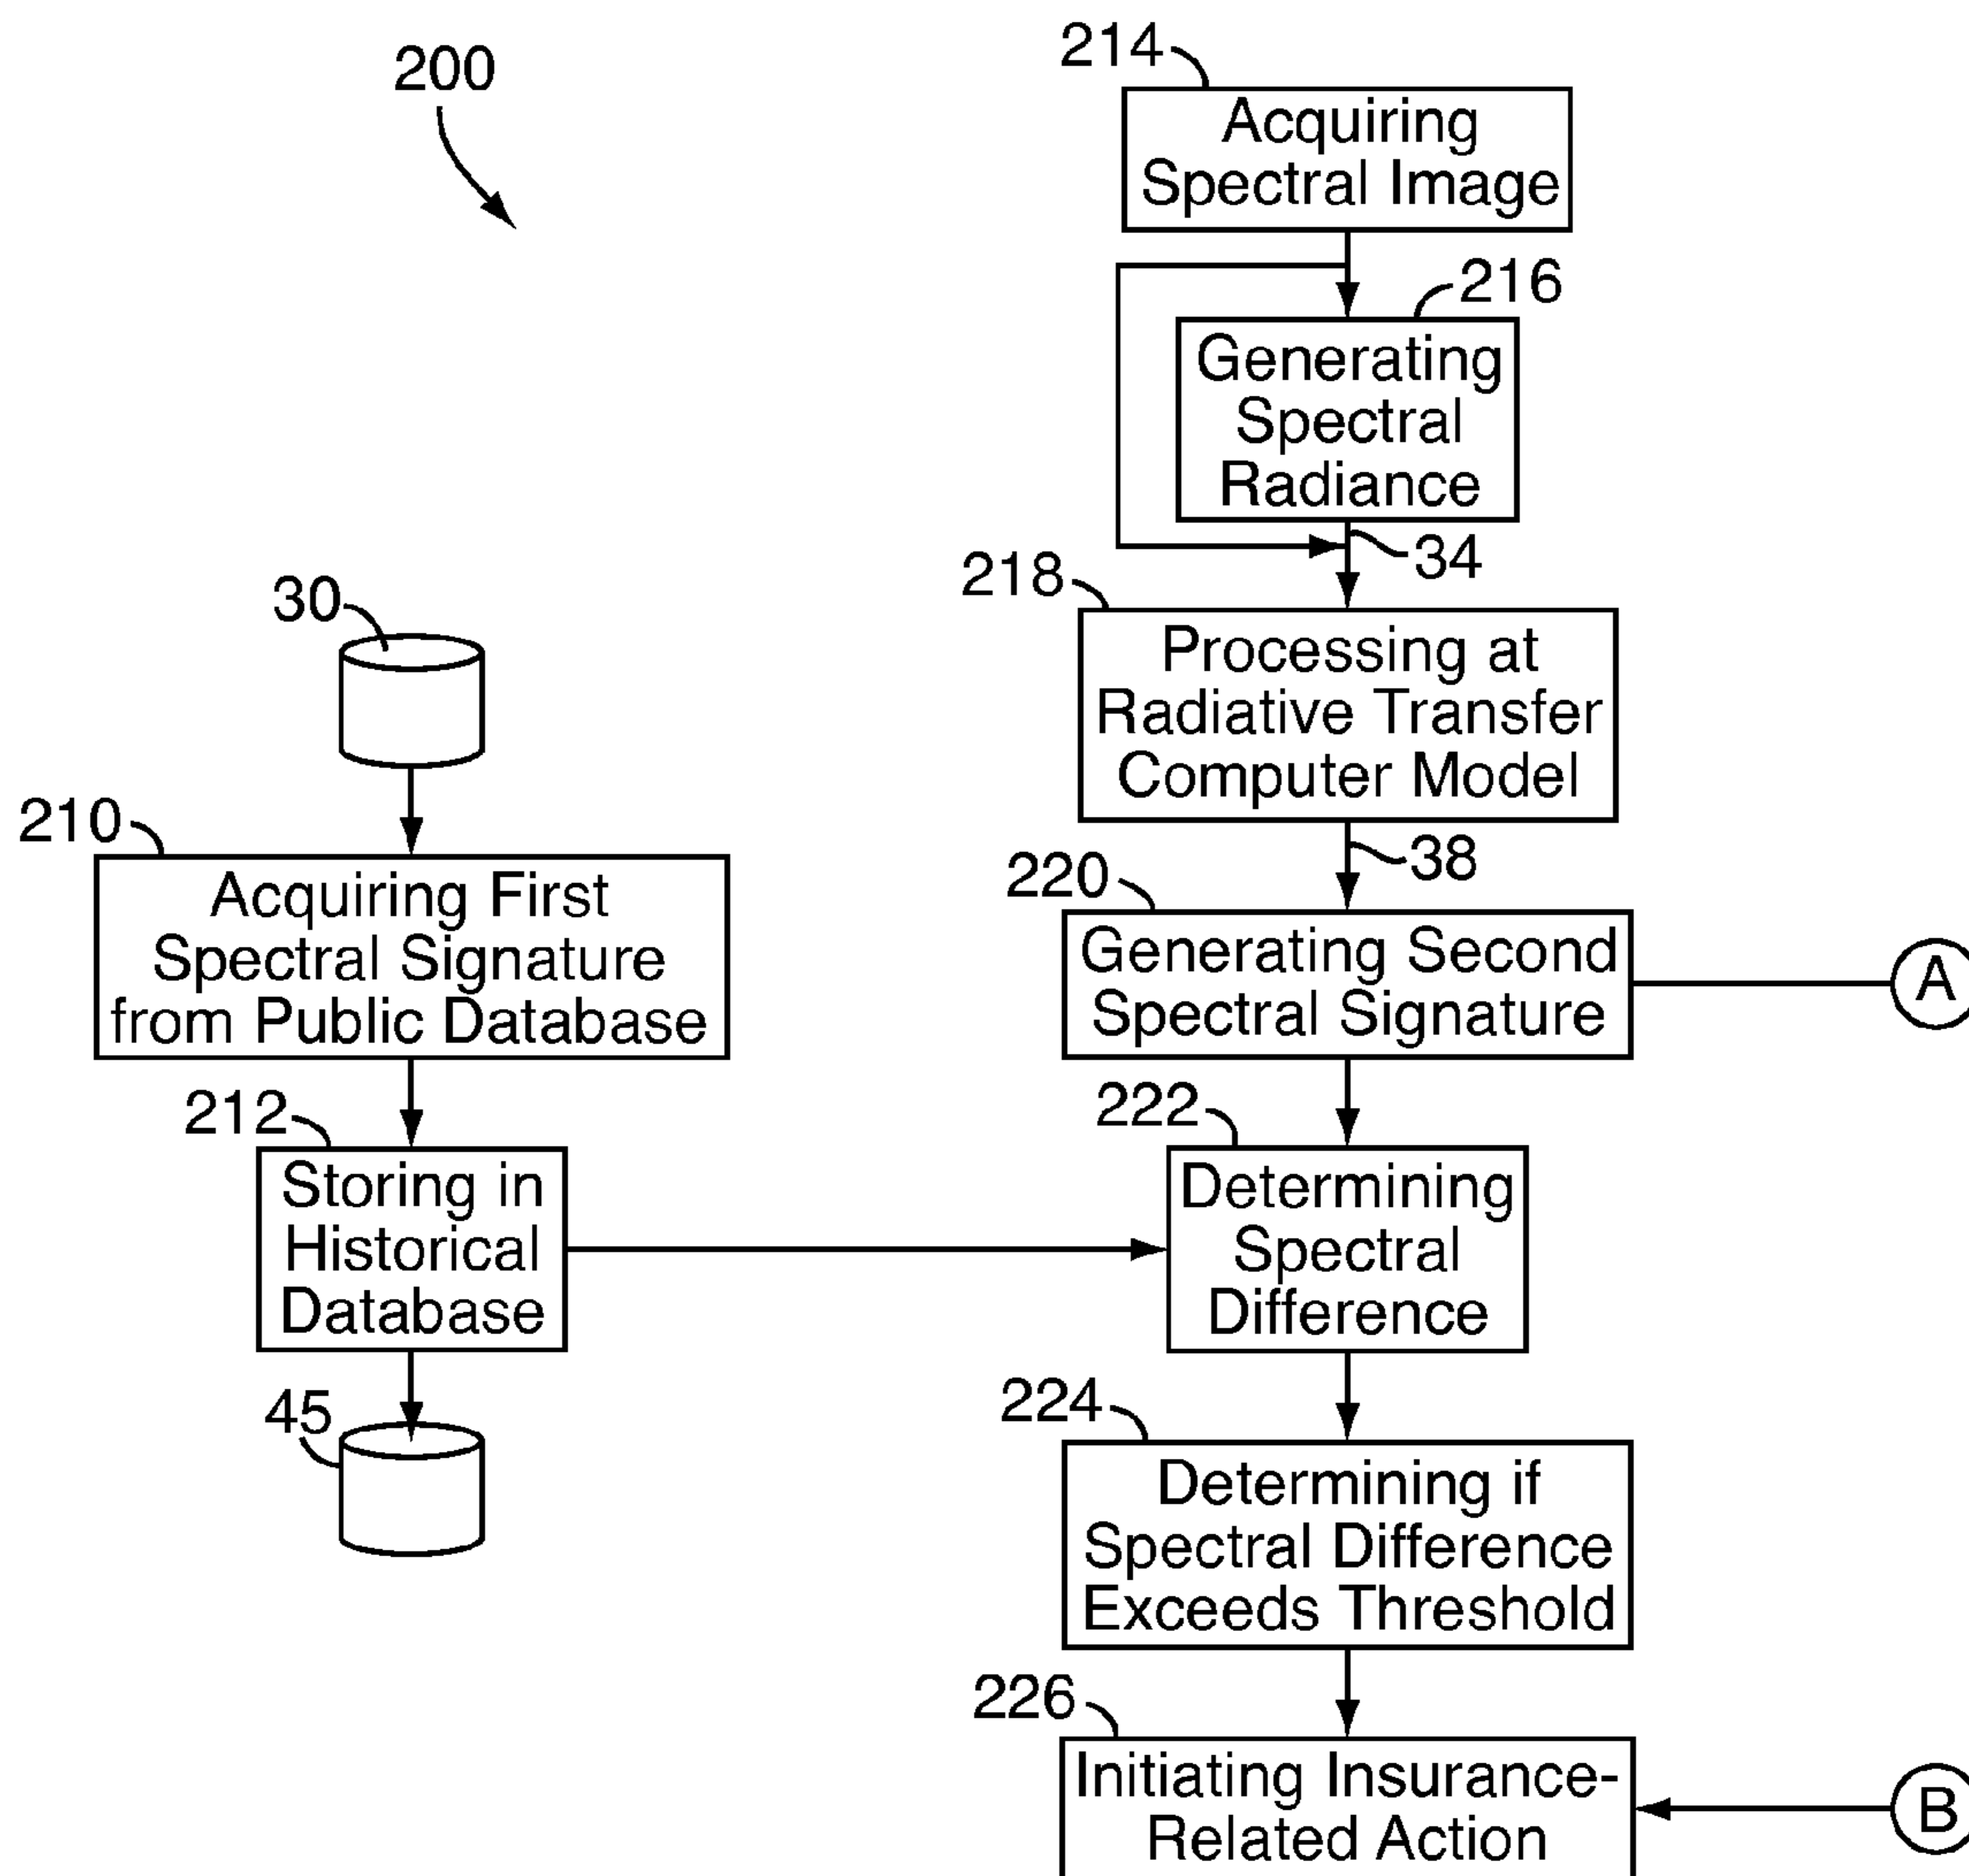 200
214
Acquiring
Spectral Image
216
Generating
Spectral
Radiance
34
218
Processing at
Radiative Transfer
Computer Model
38
30
210
Acquiring First
Spectral Signature
from Public Database
220
Generating Second
Spectral Signature
A
212
Storing in
Historical
Database
222
Determining
Spectral
Difference
45
224
Determining if
Spectral Difference
Exceeds Threshold
226
Initiating Insurance-
Related Action
B